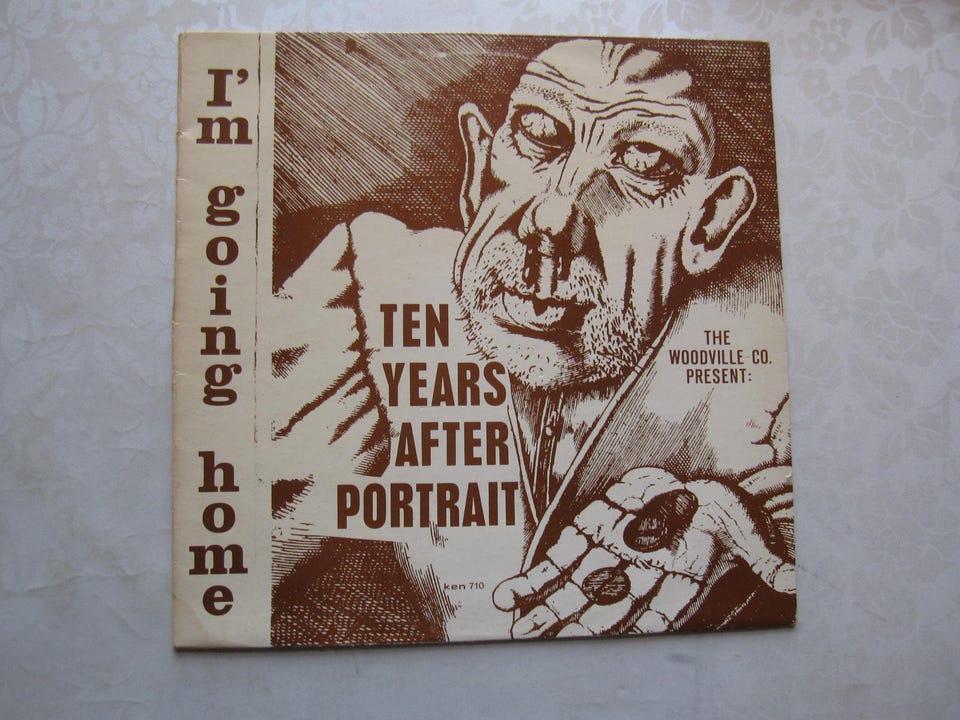 I'm going home
TEN
YEARS
AFTER
PORTRAIT
THE
WOODVILLE-CO.
PRESENT:
ken 710